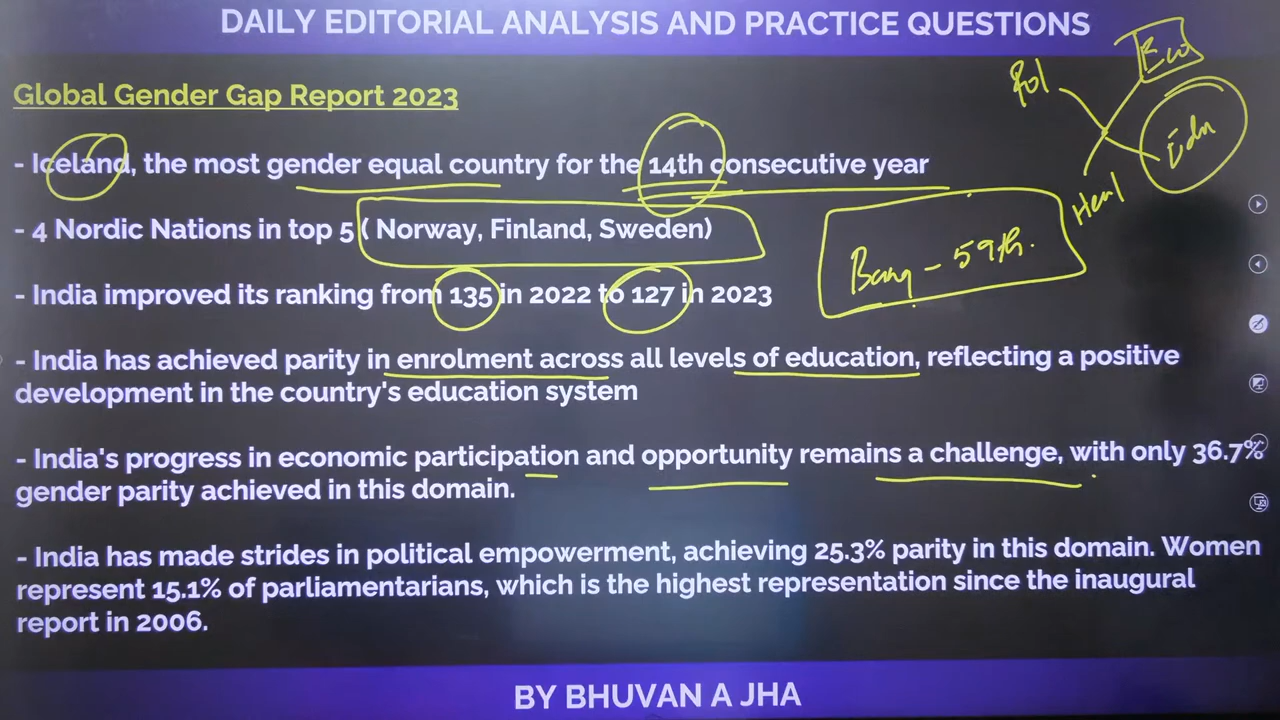 DAILY EDITORIAL ANALYSIS AND PRACTICE QUESTIONS
Global Gender Gap Report 2023
Pol
Eco
Edn
- Iceland, the most gender equal country for the 14th consecutive year
- 4 Nordic Nations in top 5 ( Norway, Finland, Sweden)
Bang - 59th.
- India improved its ranking from 135 in 2022 to 127 in 2023
- India has achieved parity in enrolment across all levels of education, reflecting a positive
development in the country's education system
- India's progress in economic participation and opportunity remains a challenge, with only 36.7%
gender parity achieved in this domain.
- India has made strides in political empowerment, achieving 25.3% parity in this domain. Women
represent 15.1% of parliamentarians, which is the highest representation since the inaugural
report in 2006.
BY BHUVAN A JHA